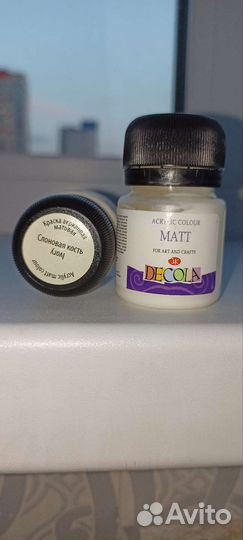 Краска акриловая
матовая
Слоновая кость
Ivory
Acrylic matt colour
ACRYLIC COLOUR
MATT
FOR ART AND CRAFTS
DECOLA
Avito